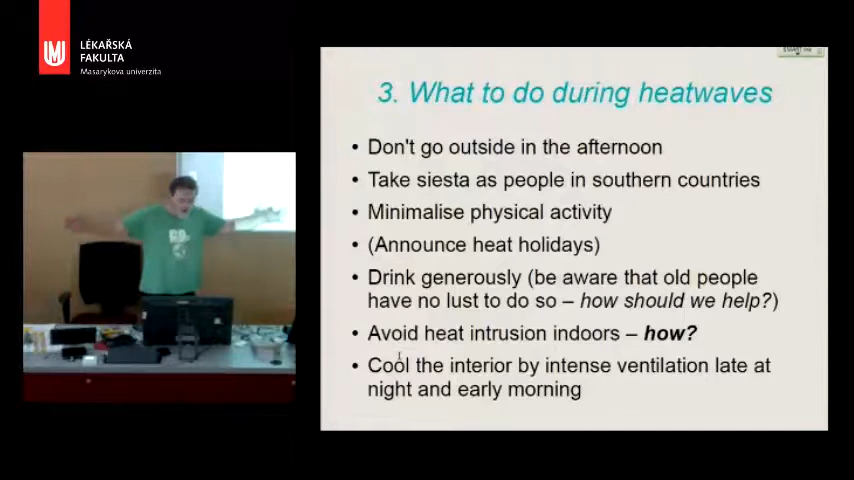 LÉKAŘSKÁ
FAKULTA
Masarykova univerzita
3. What to do during heatwaves
• Don't go outside in the afternoon
• Take siesta as people in southern countries
• Minimalise physical activity
• (Announce heat holidays)
• Drink generously (be aware that old people
have no lust to do so – how should we help?)
• Avoid heat intrusion indoors – how?
• Cool the interior by intense ventilation late at
night and early morning